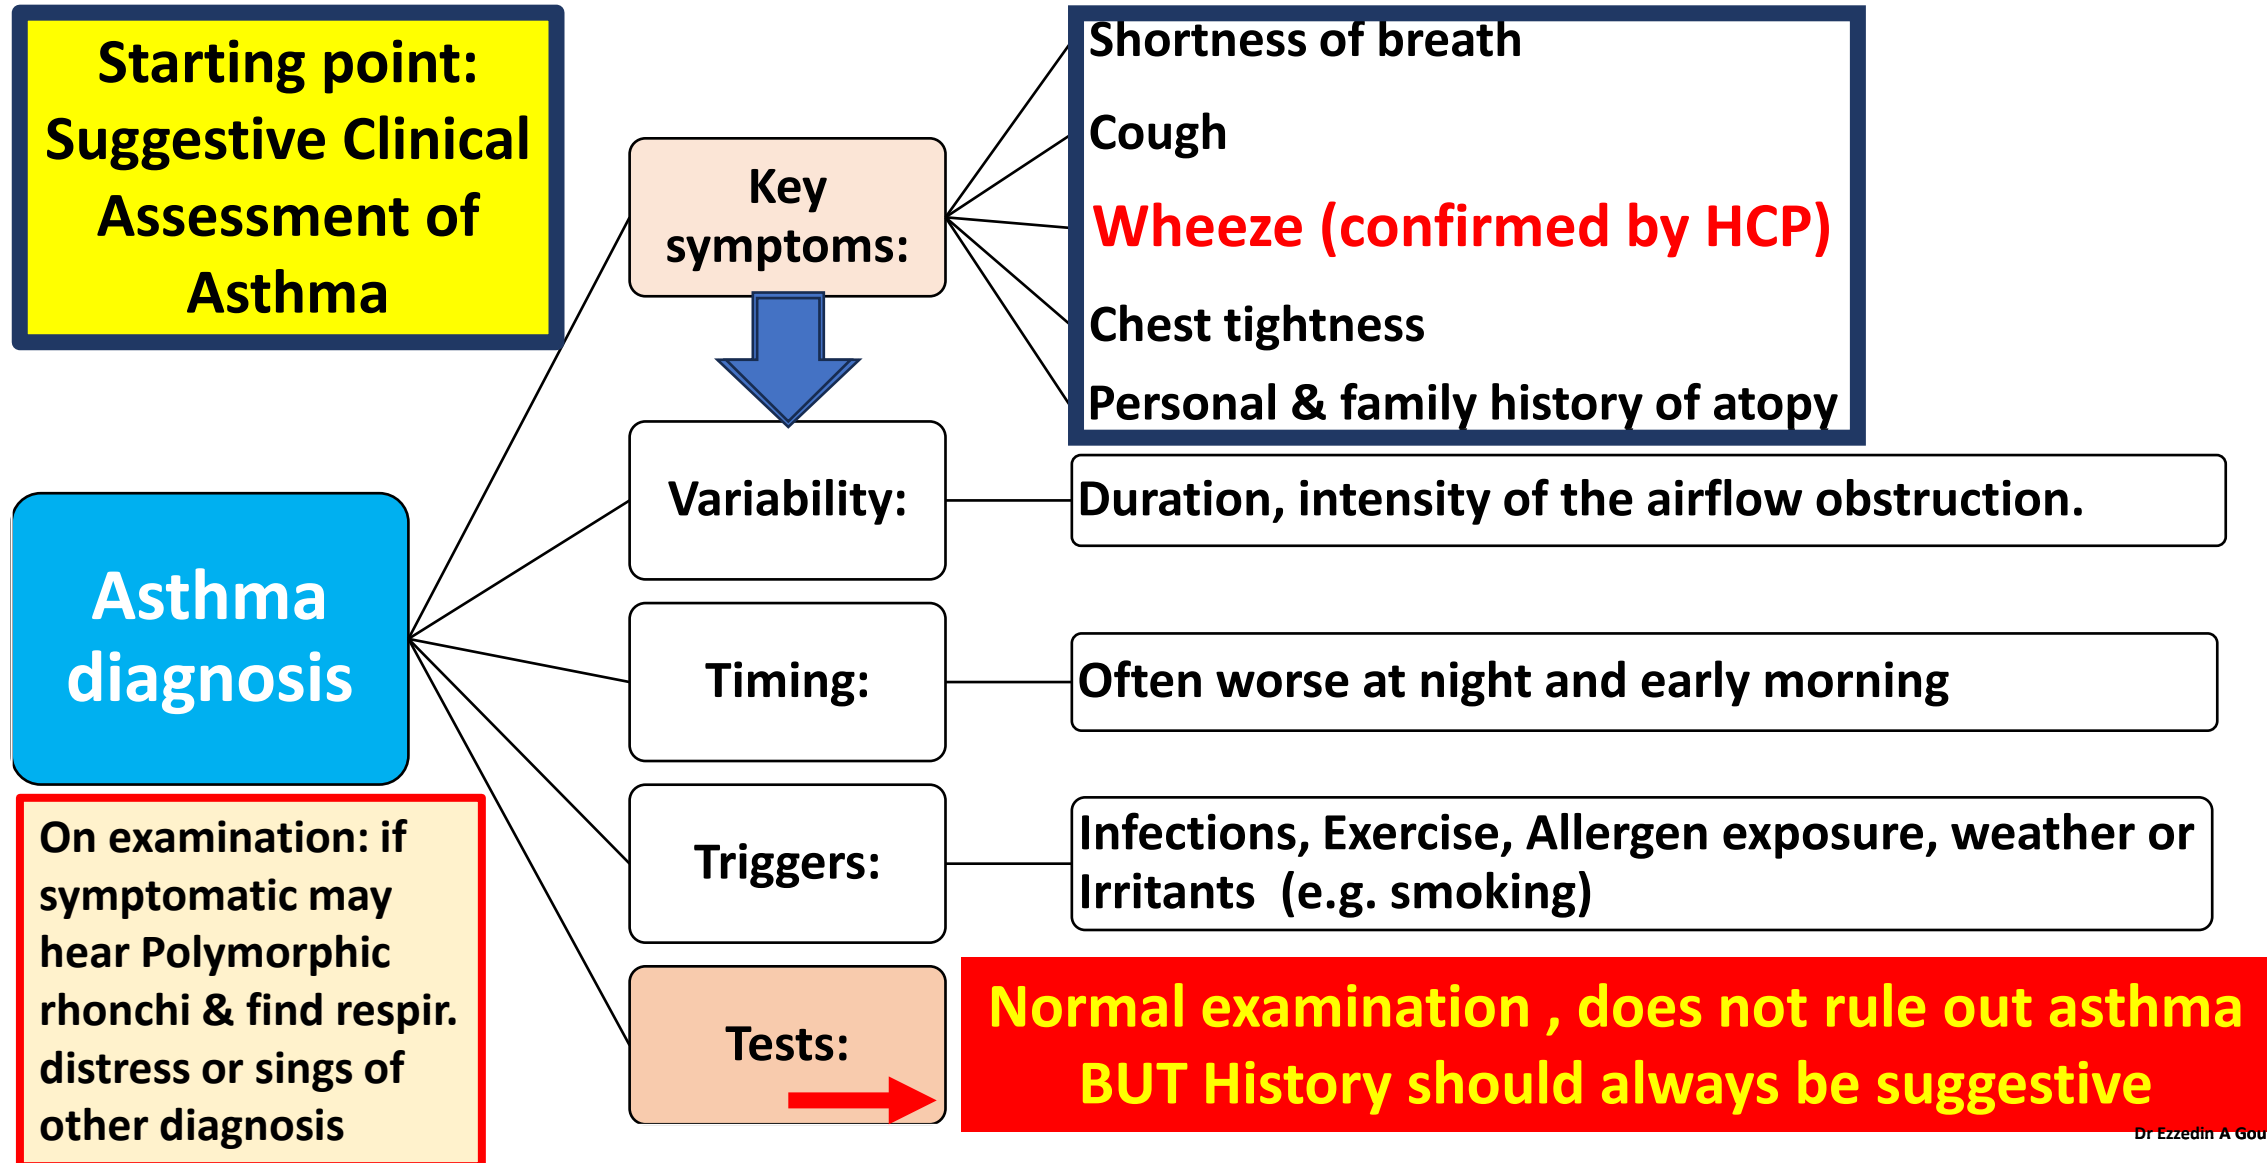 Starting point:
Suggestive Clinical
Assessment of
Asthma
Key
symptoms:
Shortness of breath
Cough
Wheeze (confirmed by HCP)
Chest tightness
Personal & family history of atopy
Variability:
Duration, intensity of the airflow obstruction.
Asthma
diagnosis
Timing:
Often worse at night and early morning
Triggers:
Infections, Exercise, Allergen exposure, weather or
Irritants (e.g. smoking)
On examination: if
symptomatic may
hear Polymorphic
rhonchi & find respir.
distress or sings of
other diagnosis
Tests:
Normal examination , does not rule out asthma
BUT History should always be suggestive
Dr Ezzedin A Gou